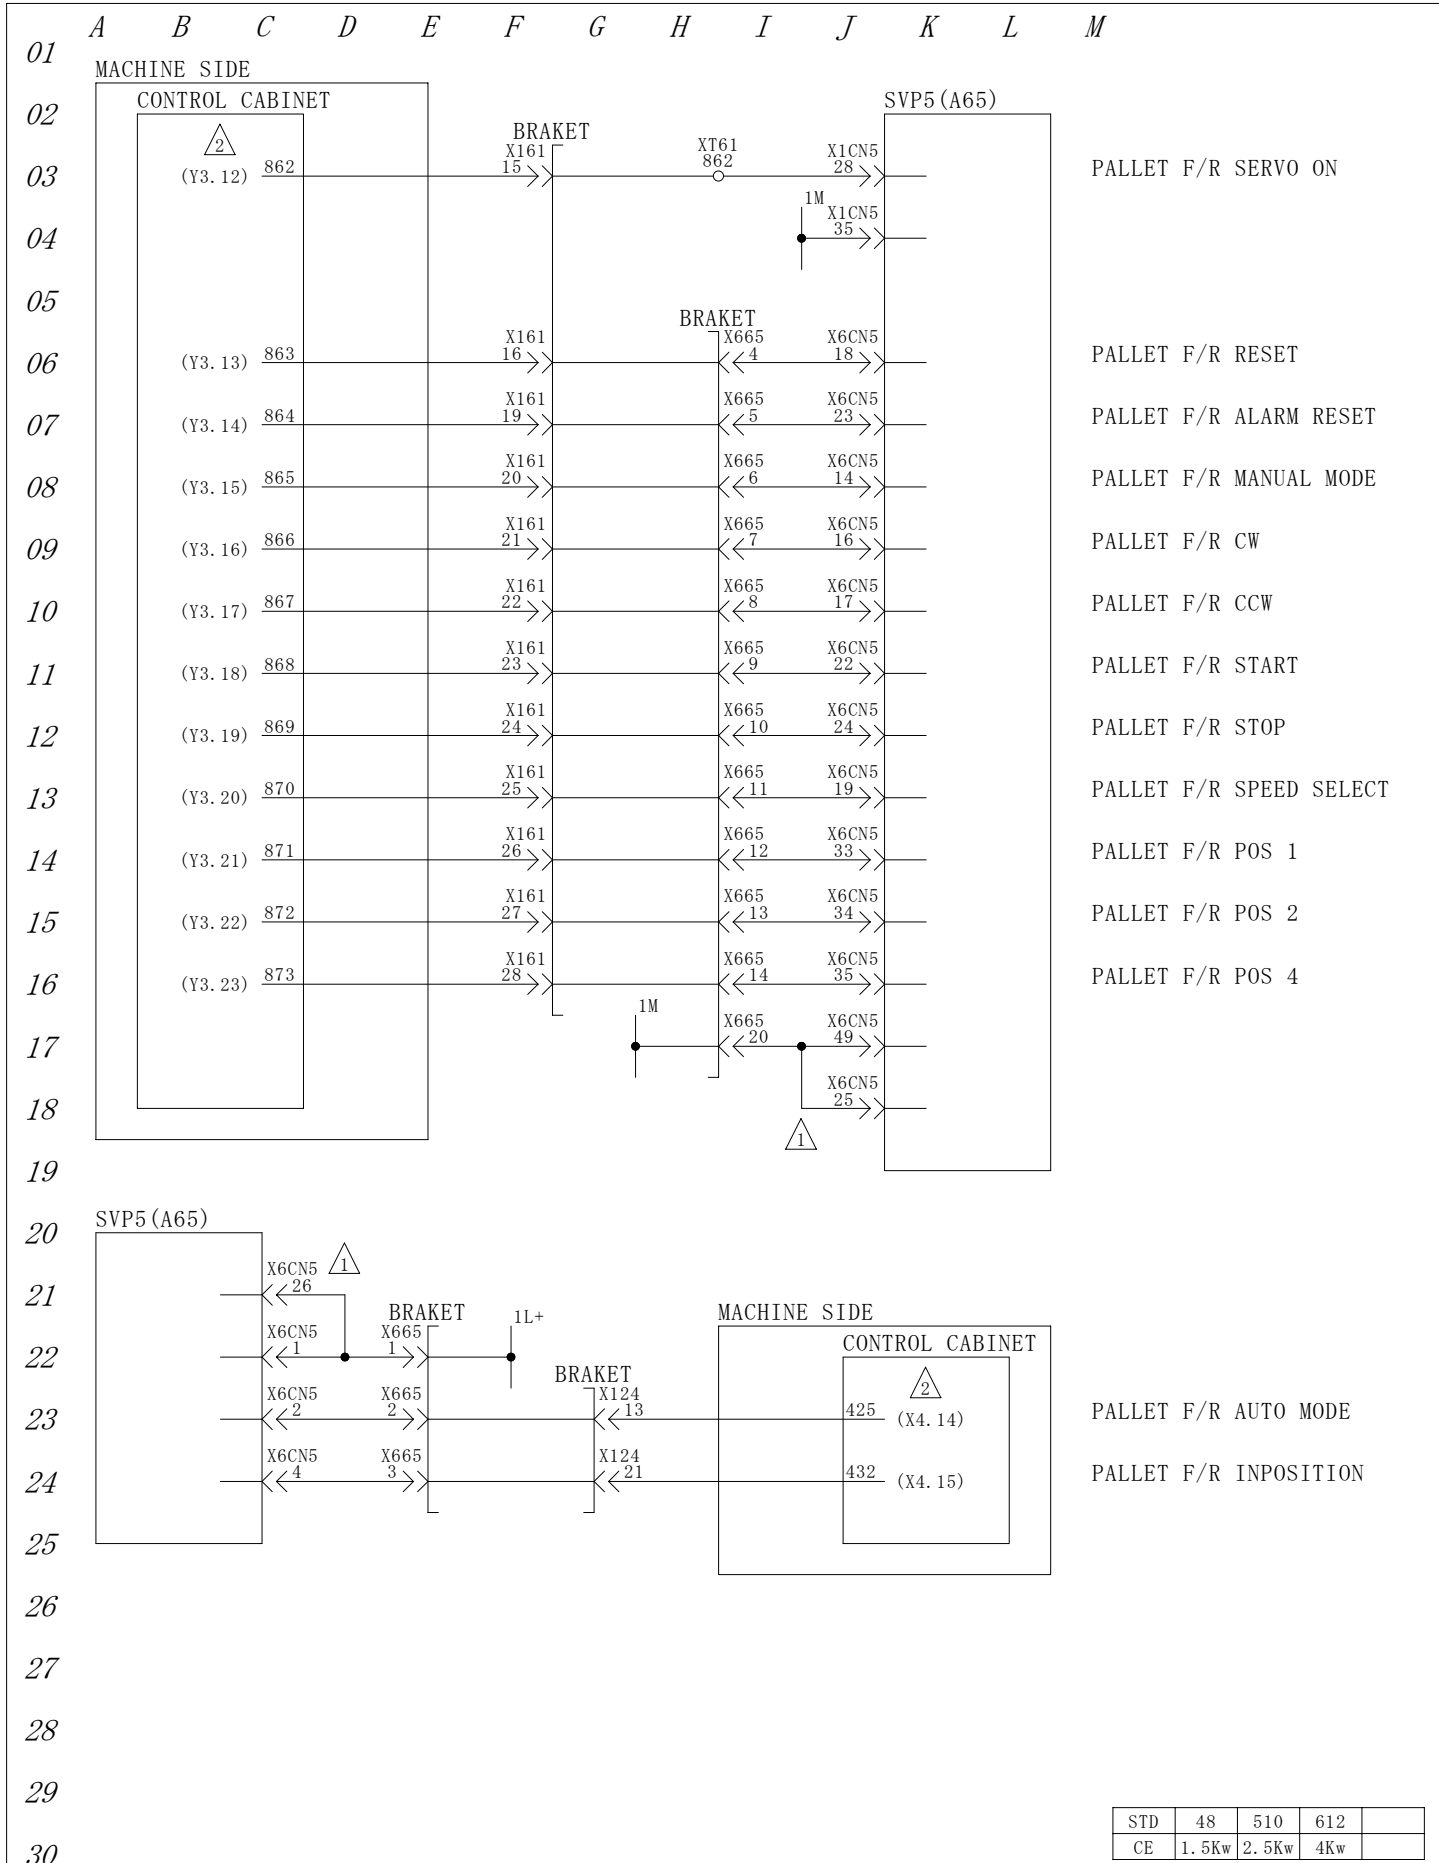 A B C D E F G H I J K L M
01
MACHINE SIDE
02 CONTROL CABINET SVP5(A65)
2 BRAKET
X161 XT61 X1CN5
03 (Y3.12) 862 15 862 28 PALLET F/R SERVO ON
1M X1CN5
04 35
05
BRAKET
X161 X665 X6CN5
06 (Y3.13) 863 16 4 18 PALLET F/R RESET
X161 X665 X6CN5
07 (Y3.14) 864 19 5 23 PALLET F/R ALARM RESET
X161 X665 X6CN5
08 (Y3.15) 865 20 6 14 PALLET F/R MANUAL MODE
X161 X665 X6CN5
09 (Y3.16) 866 21 7 16 PALLET F/R CW
X161 X665 X6CN5
10 (Y3.17) 867 22 8 17 PALLET F/R CCW
X161 X665 X6CN5
11 (Y3.18) 868 23 9 22 PALLET F/R START
X161 X665 X6CN5
12 (Y3.19) 869 24 10 24 PALLET F/R STOP
X161 X665 X6CN5
13 (Y3.20) 870 25 11 19 PALLET F/R SPEED SELECT
X161 X665 X6CN5
14 (Y3.21) 871 26 12 33 PALLET F/R POS 1
X161 X665 X6CN5
15 (Y3.22) 872 27 13 34 PALLET F/R POS 2
X161 X665 X6CN5
16 (Y3.23) 873 28 14 35 PALLET F/R POS 4
1M X665 X6CN5
17 20 49
X6CN5
18 25
1
19
SVP5(A65)
20
X6CN5 1
21 26
BRAKET 1L+ MACHINE SIDE
X6CN5 X665
22 1 1 CONTROL CABINET
BRAKET 2
X6CN5 X665 X124
23 2 2 13 425 (X4.14) PALLET F/R AUTO MODE
X6CN5 X665 X124
24 4 3 21 432 (X4.15) PALLET F/R INPOSITION
25
26
27
28
29
STD 48 510 612
30 CE 1.5Kw 2.5Kw 4Kw